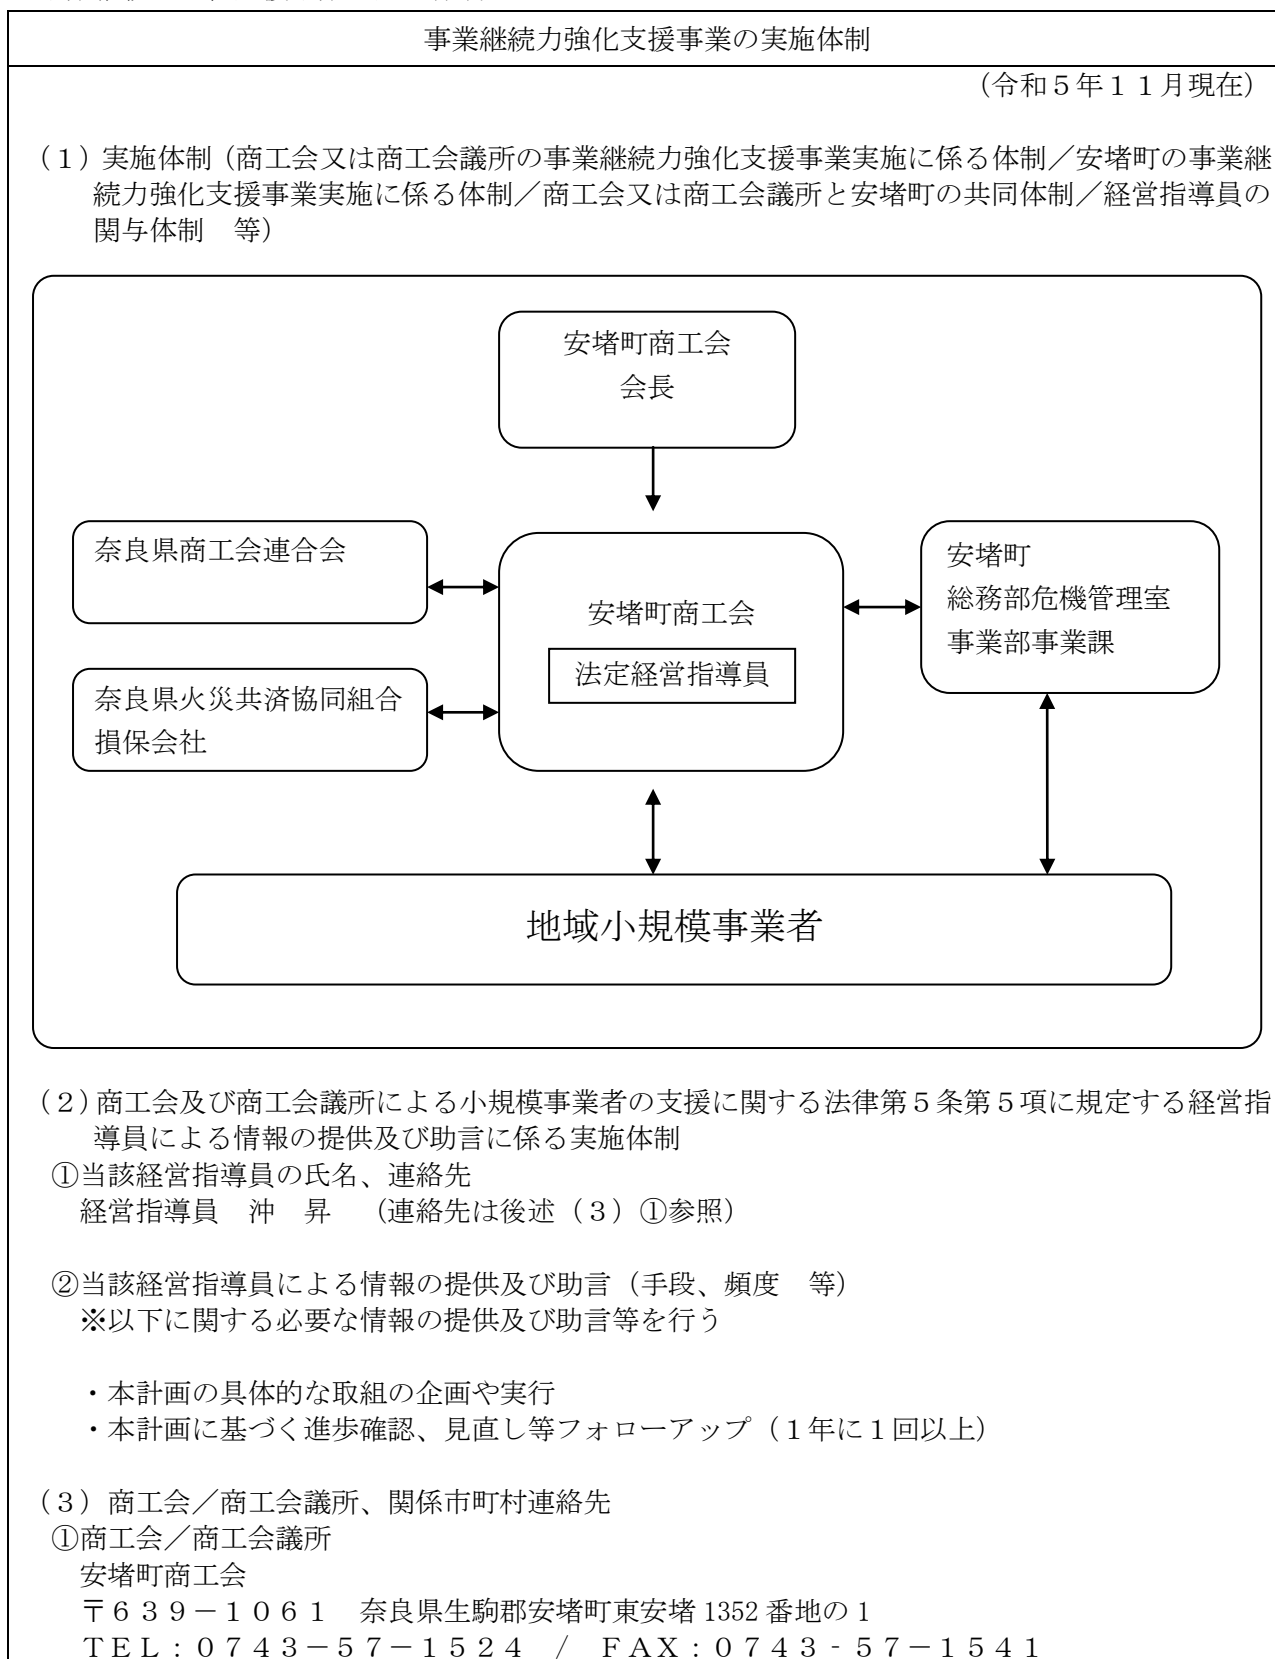 事業継続力強化支援事業の実施体制
（令和５年１１月現在）
（１）実施体制（商工会又は商工会議所の事業継続力強化支援事業実施に係る体制／安堵町の事業継
続力強化支援事業実施に係る体制／商工会又は商工会議所と安堵町の共同体制／経営指導員の
関与体制　等）
安堵町商工会
会長
奈良県商工会連合会
安堵町
総務部危機管理室
事業部事業課
安堵町商工会
法定経営指導員
奈良県火災共済協同組合
損保会社
地域小規模事業者
（２）商工会及び商工会議所による小規模事業者の支援に関する法律第５条第５項に規定する経営指
導員による情報の提供及び助言に係る実施体制
①当該経営指導員の氏名、連絡先
経営指導員　沖　昇　（連絡先は後述（３）①参照）
②当該経営指導員による情報の提供及び助言（手段、頻度　等）
※以下に関する必要な情報の提供及び助言等を行う
・本計画の具体的な取組の企画や実行
・本計画に基づく進歩確認、見直し等フォローアップ（１年に１回以上）
（３）商工会／商工会議所、関係市町村連絡先
①商工会／商工会議所
安堵町商工会
〒６３９－１０６１　奈良県生駒郡安堵町東安堵 1352 番地の 1
ＴＥＬ：０７４３－５７－１５２４　/　ＦＡＸ：０７４３‐５７－１５４１